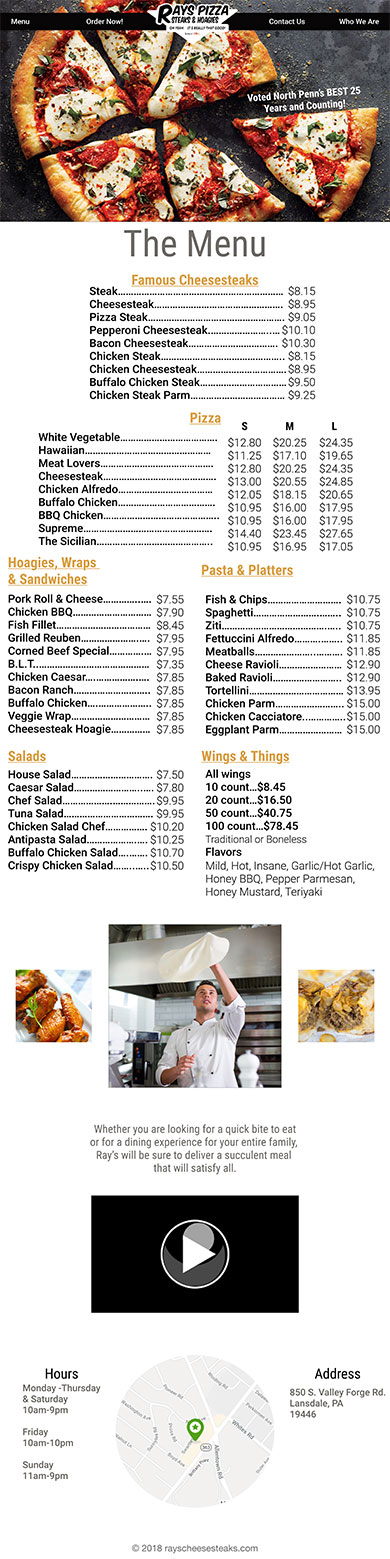 Menu
Order Now!
RAYS PIZZA
STEAKS & HOAGIES
OH YEAH... IT'S REALLY THAT GOOD!
Contact Us
Who We Are
Voted North Penn's BEST 25
Years and Counting!
The Menu
Famous Cheesesteaks
Steak.......... $8.15
Cheesesteak.......... $8.95
Pizza Steak.......... $9.05
Pepperoni Cheesesteak.......... $10.10
Bacon Cheesesteak.......... $10.30
Chicken Steak.......... $8.15
Chicken Cheesesteak.......... $8.95
Buffalo Chicken Steak.......... $9.50
Chicken Steak Parm.......... $9.25
Pizza S M L
White Vegetable.......... $12.80 $20.25 $24.35
Hawaiian.......... $11.25 $17.10 $19.65
Meat Lovers.......... $12.80 $20.25 $24.35
Cheesesteak.......... $13.00 $20.55 $24.85
Chicken Alfredo.......... $12.05 $18.15 $20.65
Buffalo Chicken.......... $10.95 $16.00 $17.95
BBQ Chicken.......... $10.95 $16.00 $17.95
Supreme.......... $14.40 $23.45 $27.65
The Sicilian.......... $10.95 $16.95 $17.05
Hoagies, Wraps
& Sandwiches
Pork Roll & Cheese.......... $7.55
Chicken BBQ.......... $7.90
Fish Fillet.......... $8.45
Grilled Reuben.......... $7.95
Corned Beef Special.......... $7.95
B.L.T.......... $7.35
Chicken Caesar.......... $7.85
Bacon Ranch.......... $7.85
Buffalo Chicken.......... $7.85
Veggie Wrap.......... $7.85
Cheesesteak Hoagie.......... $7.85
Pasta & Platters
Fish & Chips.......... $10.75
Spaghetti.......... $10.75
Ziti.......... $10.75
Fettuccini Alfredo.......... $11.85
Meatballs.......... $11.85
Cheese Ravioli.......... $12.90
Baked Ravioli.......... $12.90
Tortellini.......... $13.95
Chicken Parm.......... $15.00
Chicken Cacciatore.......... $15.00
Eggplant Parm.......... $15.00
Salads
House Salad.......... $7.50
Caesar Salad.......... $7.80
Chef Salad.......... $9.95
Tuna Salad.......... $9.95
Chicken Salad Chef.......... $10.20
Antipasta Salad.......... $10.25
Buffalo Chicken Salad.......... $10.70
Crispy Chicken Salad.......... $10.50
Wings & Things
All wings
10 count...$8.45
20 count...$16.50
50 count...$40.75
100 count...$78.45
Traditional or Boneless
Flavors
Mild, Hot, Insane, Garlic/Hot Garlic,
Honey BBQ, Pepper Parmesan,
Honey Mustard, Teriyaki
Whether you are looking for a quick bite to eat
or for a dining experience for your entire family,
Ray's will be sure to deliver a succulent meal
that will satisfy all.
Hours
Monday -Thursday
& Saturday
10am-9pm
Friday
10am-10pm
Sunday
11am-9pm
Washington Ave
Pioneer Rd
Allentown Rd
Whites Rd
363
Address
850 S. Valley Forge Rd.
Lansdale, PA
19446
© 2018 rayscheesesteaks.com